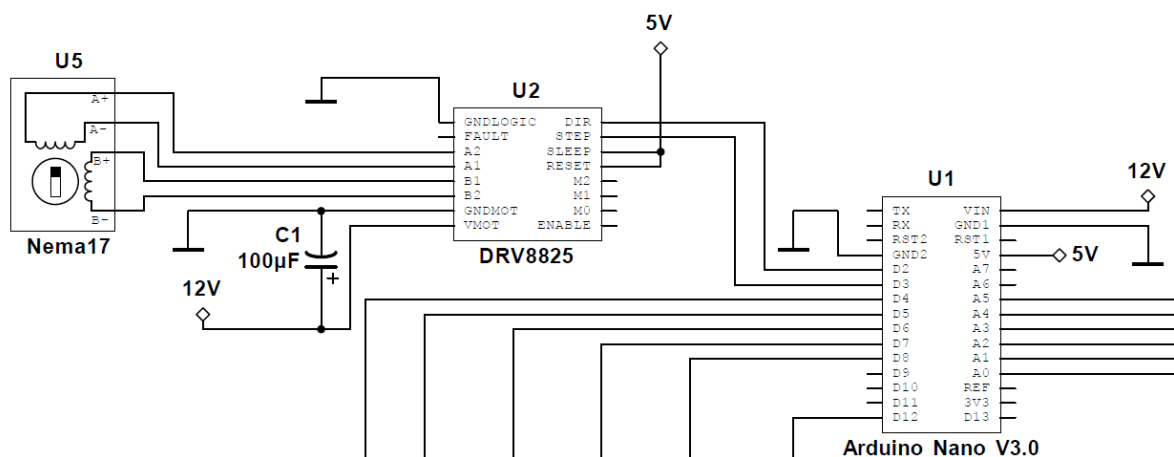 5V
U5
A+
A-
B+
B-
Nema17
U2
GNDLOGIC DIR
FAULT STEP
A2 SLEEP
A1 RESET
B1 M2
B2 M1
GNDMOT M0
VMOT ENABLE
DRV8825
C1
100µF
+
12V
U1
12V
TX VIN
RX GND1
RST2 RST1
GND2 5V
5V
D2 A7
D3 A6
D4 A5
D5 A4
D6 A3
D7 A2
D8 A1
D9 A0
D10 REF
D11 3V3
D12 D13
Arduino Nano V3.0